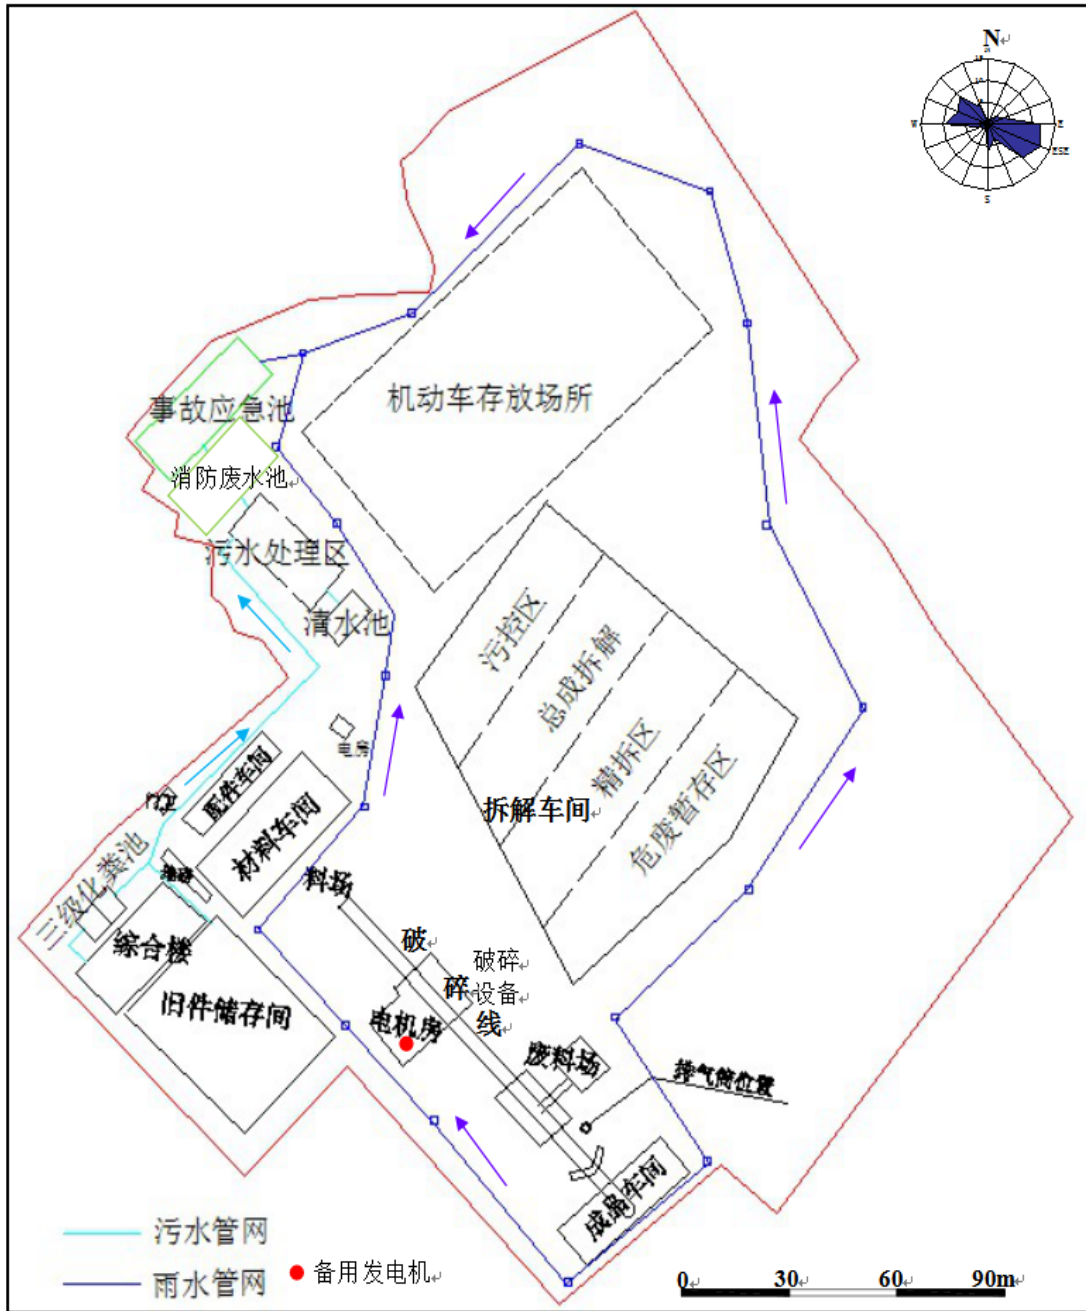 N
W
E
ESE
S
机动车存放场所
事故应急池
消防废水池
污水处理区
清水池
污控区
总成拆解
精拆区
危废暂存区
拆解车间
电房
配件车间
材料车间
三级化粪池
综合楼
旧件储存间
料场
破
碎
线
破碎
设备
电机房
废料场
排气筒位置
成品车间
污水管网
雨水管网
备用发电机
0 30 60 90m